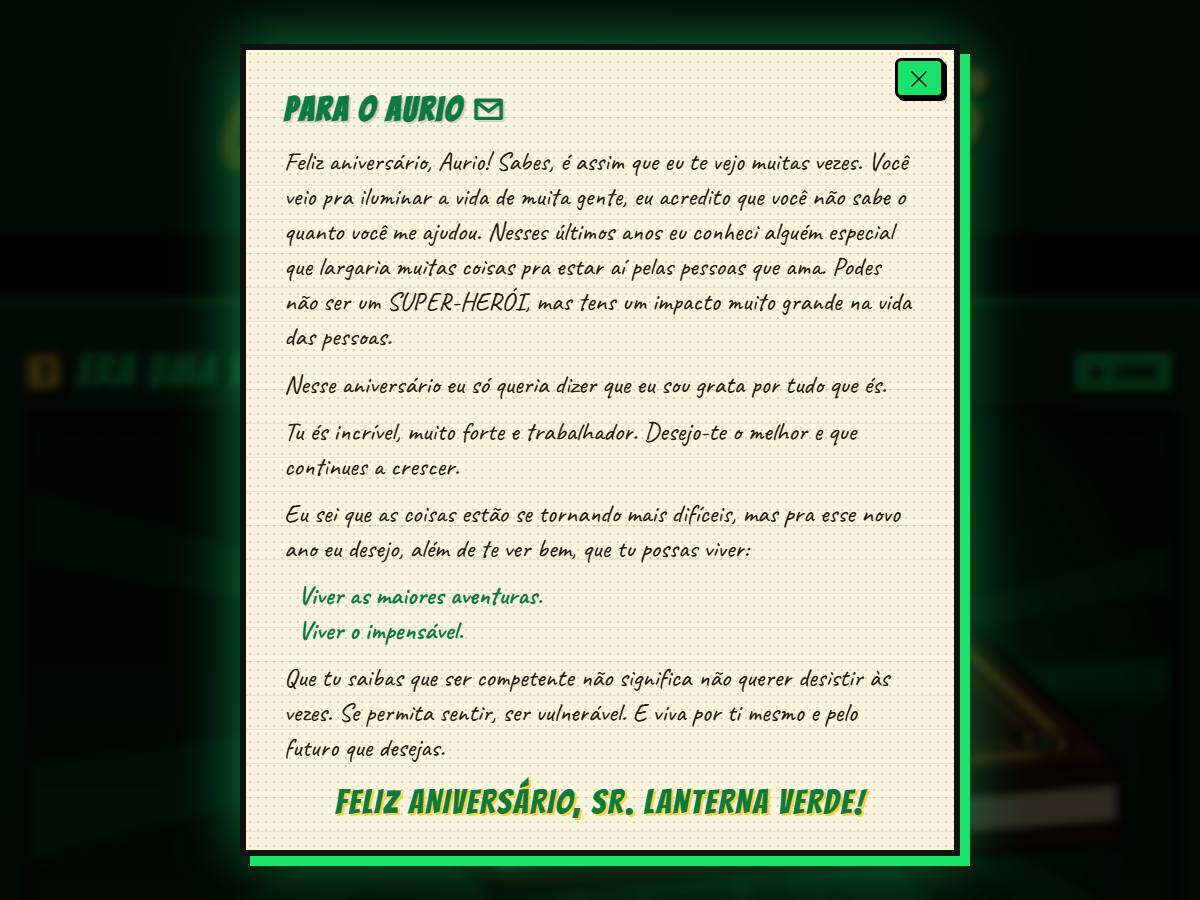 PARA O AURIO
Feliz aniversário, Aurio! Sabes, é assim que eu te vejo muitas vezes. Você
veio pra iluminar a vida de muita gente, eu acredito que você não sabe o
quanto você me ajudou. Nesses últimos anos eu conheci alguém especial
que largaria muitas coisas pra estar aí pelas pessoas que ama. Podes
não ser um SUPER-HERÓI, mas tens um impacto muito grande na vida
das pessoas.
Nesse aniversário eu só queria dizer que eu sou grata por tudo que és.
Tu és incrível, muito forte e trabalhador. Desejo-te o melhor e que
continues a crescer.
Eu sei que as coisas estão se tornando mais difíceis, mas pra esse novo
ano eu desejo, além de te ver bem, que tu possas viver:
Viver as maiores aventuras.
Viver o impensável.
Que tu saibas que ser competente não significa não querer desistir às
vezes. Se permita sentir, ser vulnerável. E viva por ti mesmo e pelo
futuro que desejas.
FELIZ ANIVERSÁRIO, SR. LANTERNA VERDE!
ERA UMA